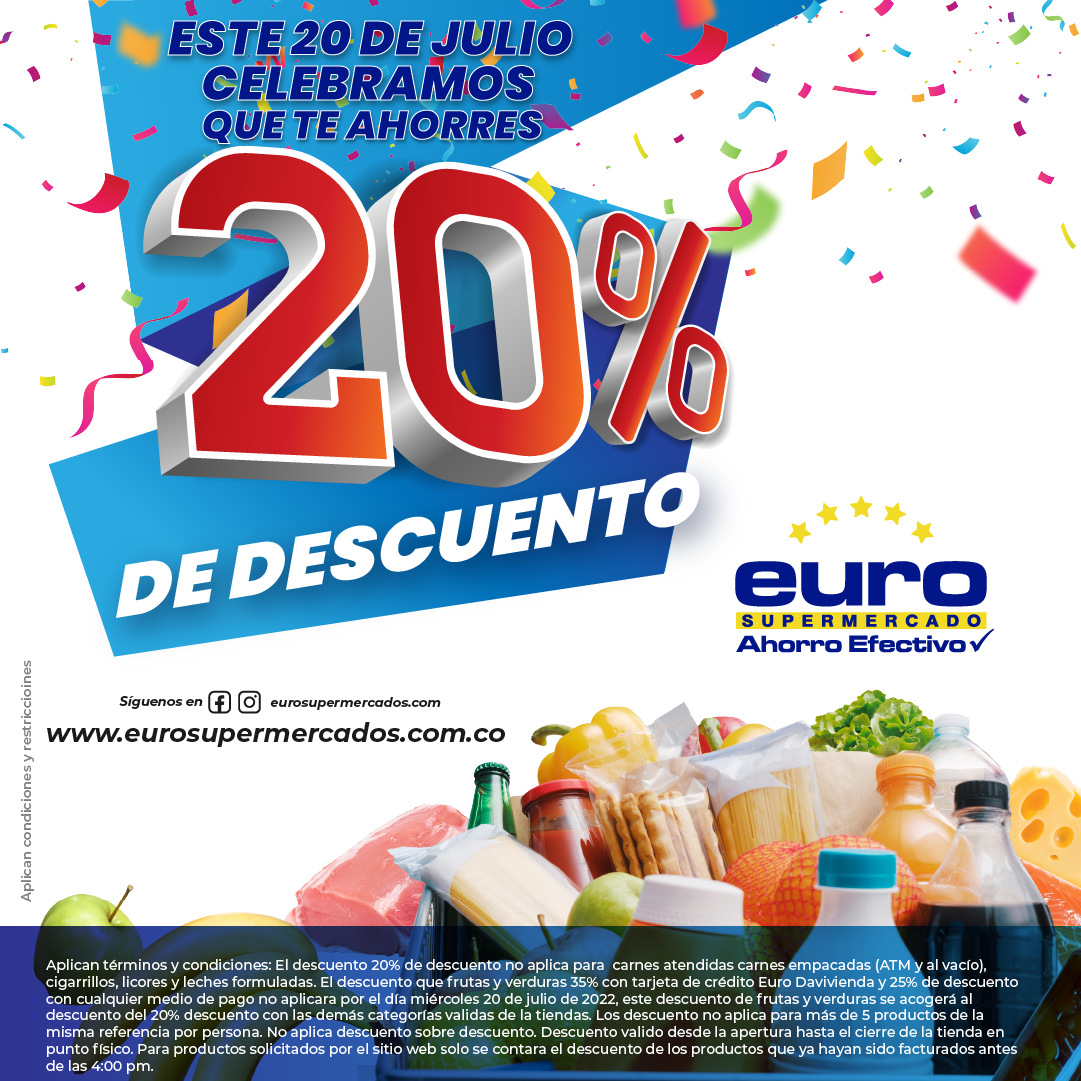 ESTE 20 DE JULIO
CELEBRAMOS
QUE TE AHORRES
20%
DE DESCUENTO
euro
SUPERMERCADO
Ahorro Efectivo
Síguenos en eurosupermercados.com
www.eurosupermercados.com.co
Aplican condiciones y restriccioines
Aplican términos y condiciones: El descuento 20% de descuento no aplica para carnes atendidas carnes empacadas (ATM y al vacío),
cigarrillos, licores y leches formuladas. El descuento que frutas y verduras 35% con tarjeta de crédito Euro Davivienda y 25% de descuento
con cualquier medio de pago no aplicara por el día miércoles 20 de julio de 2022, este descuento de frutas y verduras se acogerá al
descuento del 20% descuento con las demás categorías validas de la tiendas. Los descuento no aplica para más de 5 productos de la
misma referencia por persona. No aplica descuento sobre descuento. Descuento valido desde la apertura hasta el cierre de la tienda en
punto físico. Para productos solicitados por el sitio web solo se contara el descuento de los productos que ya hayan sido facturados antes
de las 4:00 pm.